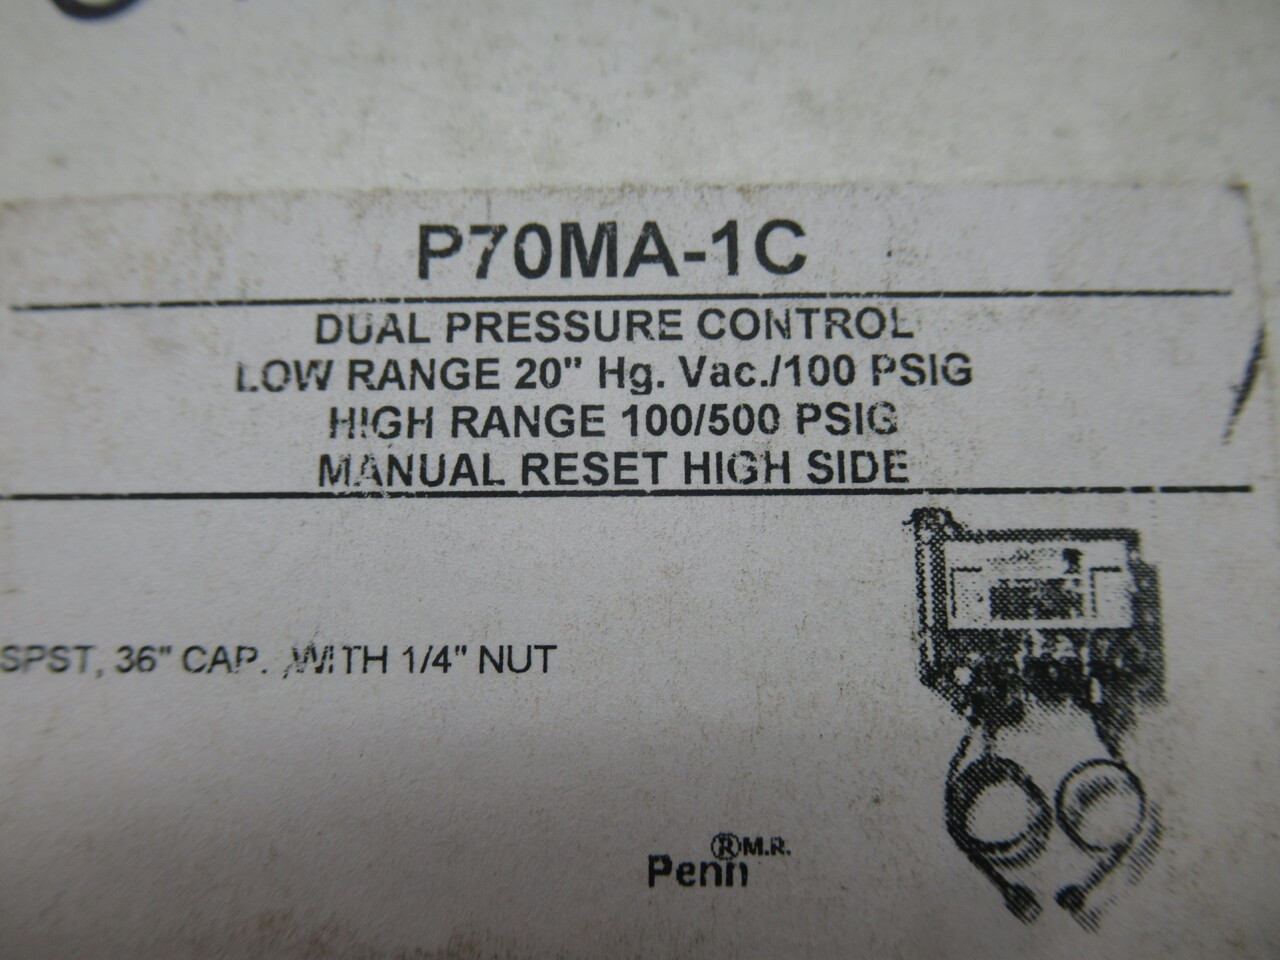 P70MA-1C
DUAL PRESSURE CONTROL
LOW RANGE 20" Hg. Vac./100 PSIG
HIGH RANGE 100/500 PSIG
MANUAL RESET HIGH SIDE
SPST, 36" CAP. WITH 1/4" NUT
Penn ® M.R.